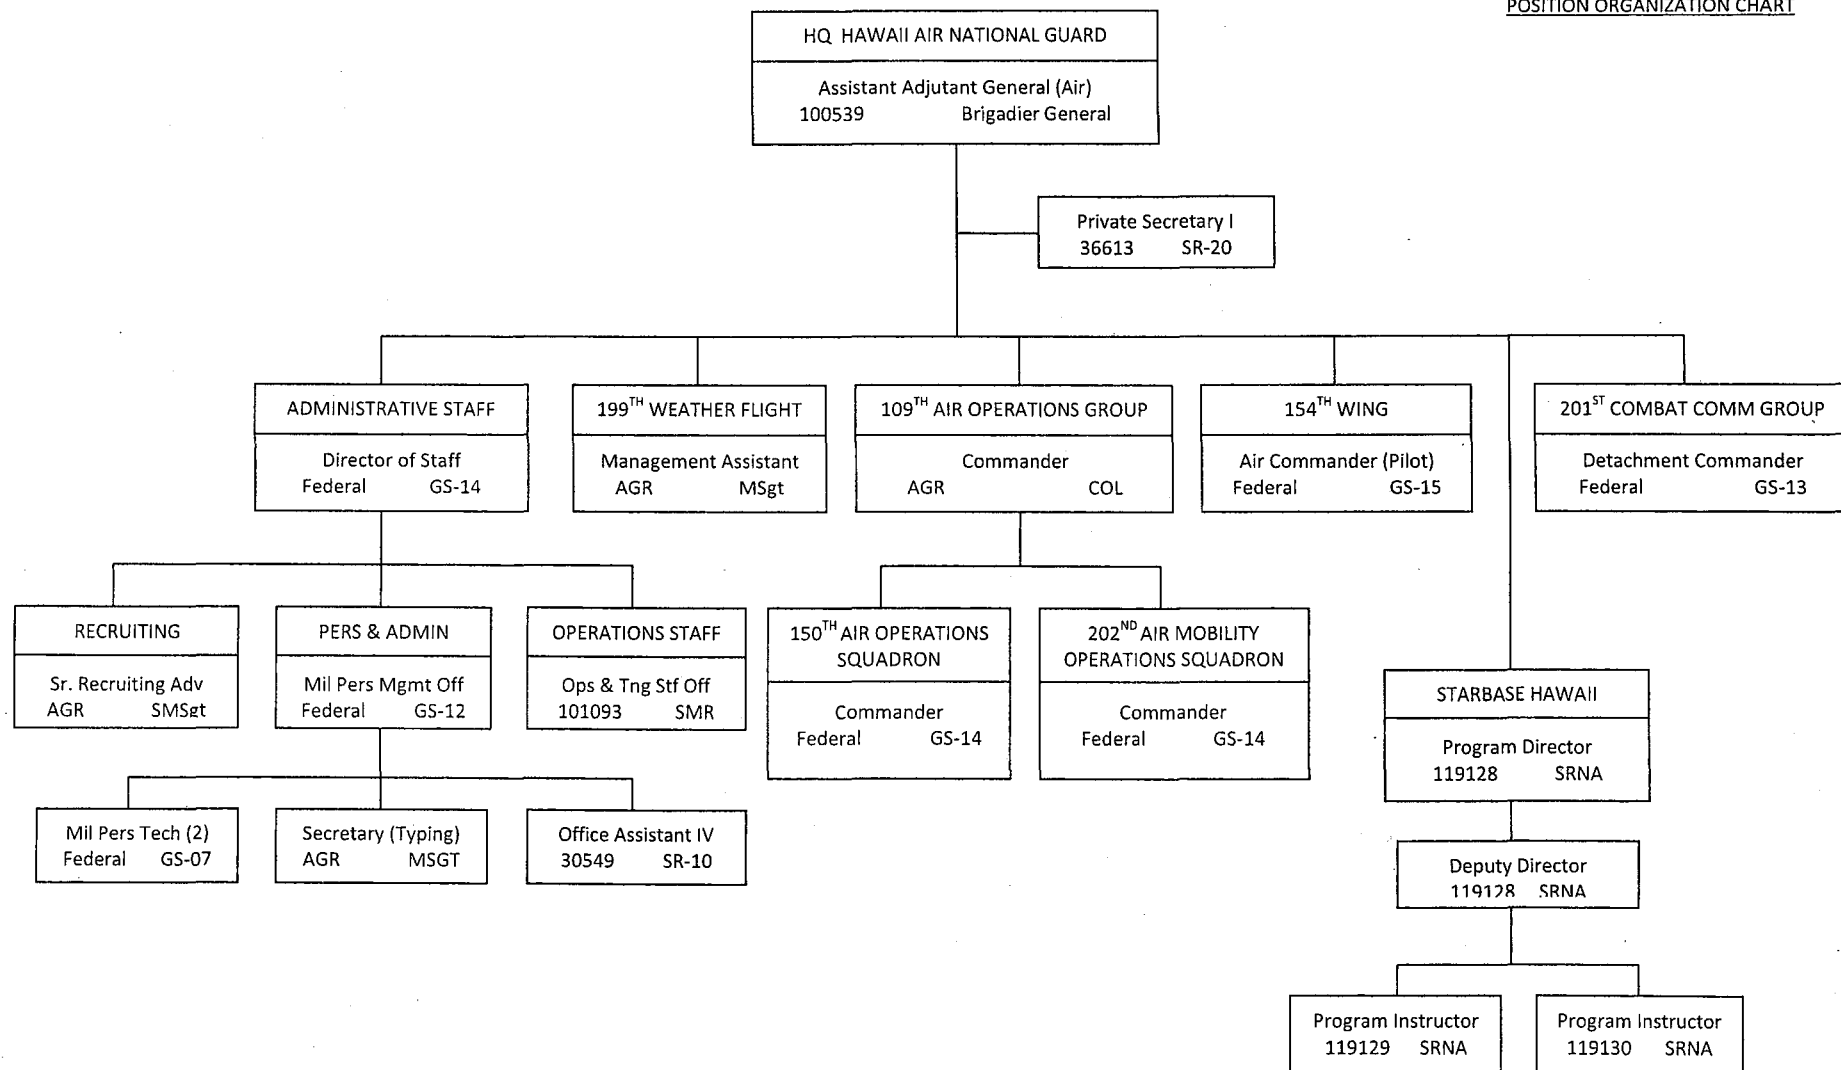 POSITION ORGANIZATION CHART
HQ HAWAII AIR NATIONAL GUARD
Assistant Adjutant General (Air)
100539 Brigadier General
Private Secretary I
36613 SR-20
ADMINISTRATIVE STAFF
Director of Staff
Federal GS-14
199TH WEATHER FLIGHT
Management Assistant
AGR MSgt
109TH AIR OPERATIONS GROUP
Commander
AGR COL
154TH WING
Air Commander (Pilot)
Federal GS-15
201ST COMBAT COMM GROUP
Detachment Commander
Federal GS-13
RECRUITING
Sr. Recruiting Adv
AGR SMSgt
PERS & ADMIN
Mil Pers Mgmt Off
Federal GS-12
OPERATIONS STAFF
Ops & Tng Stf Off
101093 SMR
150TH AIR OPERATIONS
SQUADRON
Commander
Federal GS-14
202ND AIR MOBILITY
OPERATIONS SQUADRON
Commander
Federal GS-14
STARBASE HAWAII
Program Director
119128 SRNA
Mil Pers Tech (2)
Federal GS-07
Secretary (Typing)
AGR MSGT
Office Assistant IV
30549 SR-10
Deputy Director
119128 SRNA
Program Instructor
119129 SRNA
Program Instructor
119130 SRNA